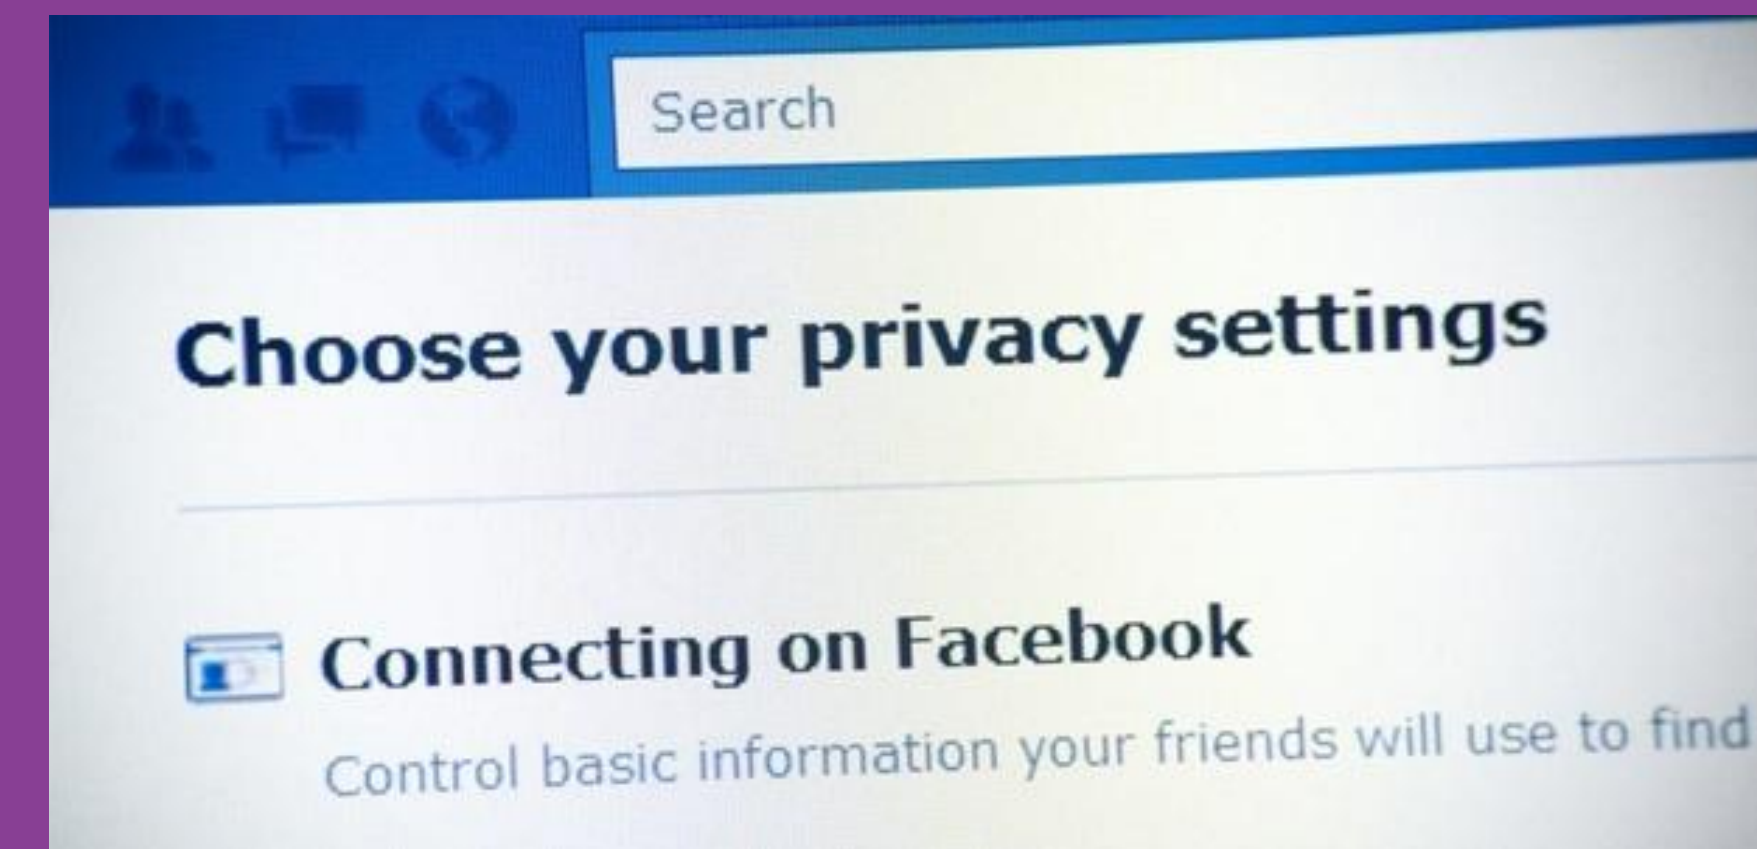 Search
Choose your privacy settings
Connecting on Facebook
Control basic information your friends will use to find